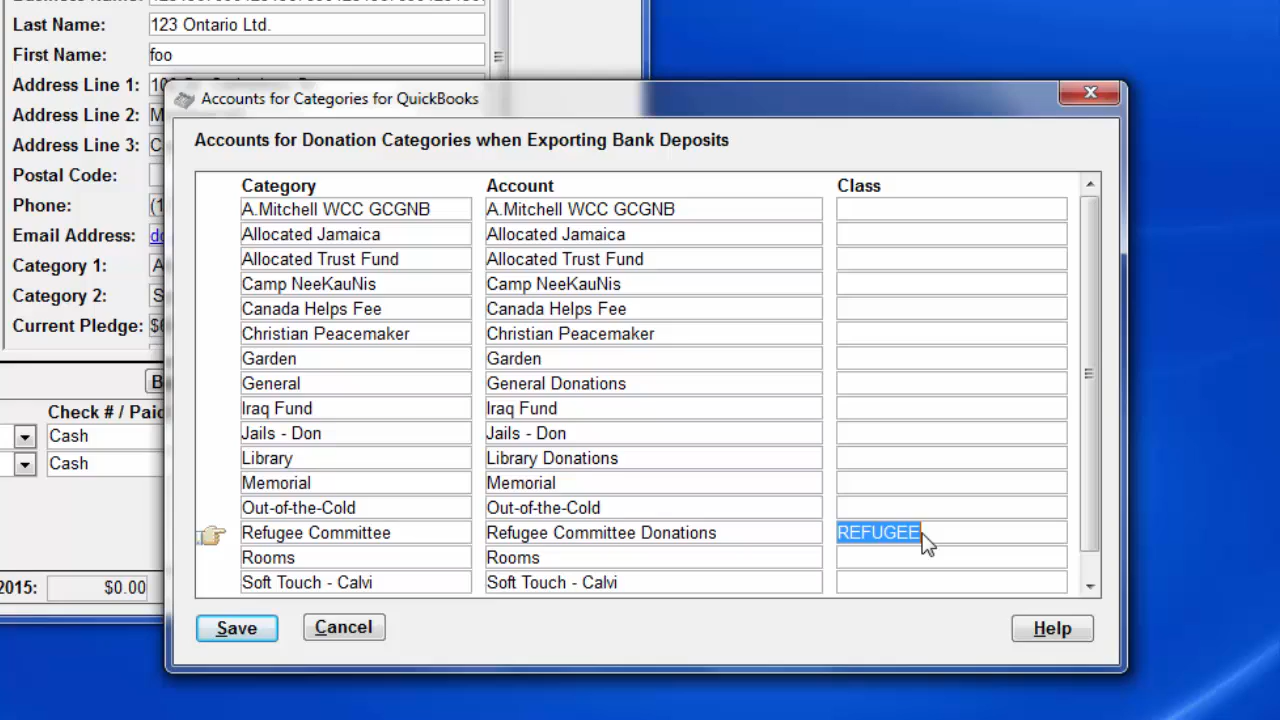 Last Name: 123 Ontario Ltd.
First Name: foo
Address Line 1:
Address Line 2:
Address Line 3:
Postal Code:
Phone:
Email Address:
Category 1:
Category 2:
Current Pledge:
Check # / Paid
Cash
Cash
2015: $0.00
Accounts for Categories for QuickBooks
Accounts for Donation Categories when Exporting Bank Deposits
Category Account Class
A.Mitchell WCC GCGNB A.Mitchell WCC GCGNB
Allocated Jamaica Allocated Jamaica
Allocated Trust Fund Allocated Trust Fund
Camp NeeKauNis Camp NeeKauNis
Canada Helps Fee Canada Helps Fee
Christian Peacemaker Christian Peacemaker
Garden Garden
General General Donations
Iraq Fund Iraq Fund
Jails - Don Jails - Don
Library Library Donations
Memorial Memorial
Out-of-the-Cold Out-of-the-Cold
Refugee Committee Refugee Committee Donations REFUGEE
Rooms Rooms
Soft Touch - Calvi Soft Touch - Calvi
Save Cancel Help